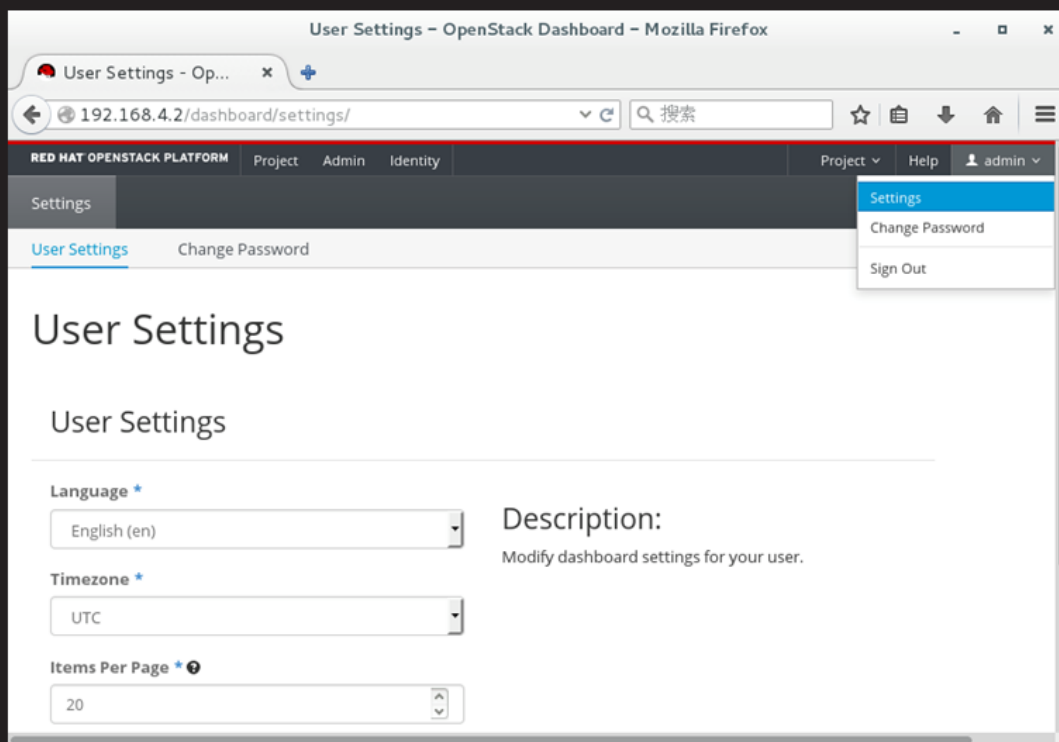 User Settings - OpenStack Dashboard - Mozilla Firefox
User Settings - Op...
192.168.4.2/dashboard/settings/
搜索
RED HAT OPENSTACK PLATFORM Project Admin Identity Project Help admin
Settings
Settings
Change Password
Sign Out
User Settings Change Password
User Settings
User Settings
Language *
English (en)
Description:
Modify dashboard settings for your user.
Timezone *
UTC
Items Per Page *
20